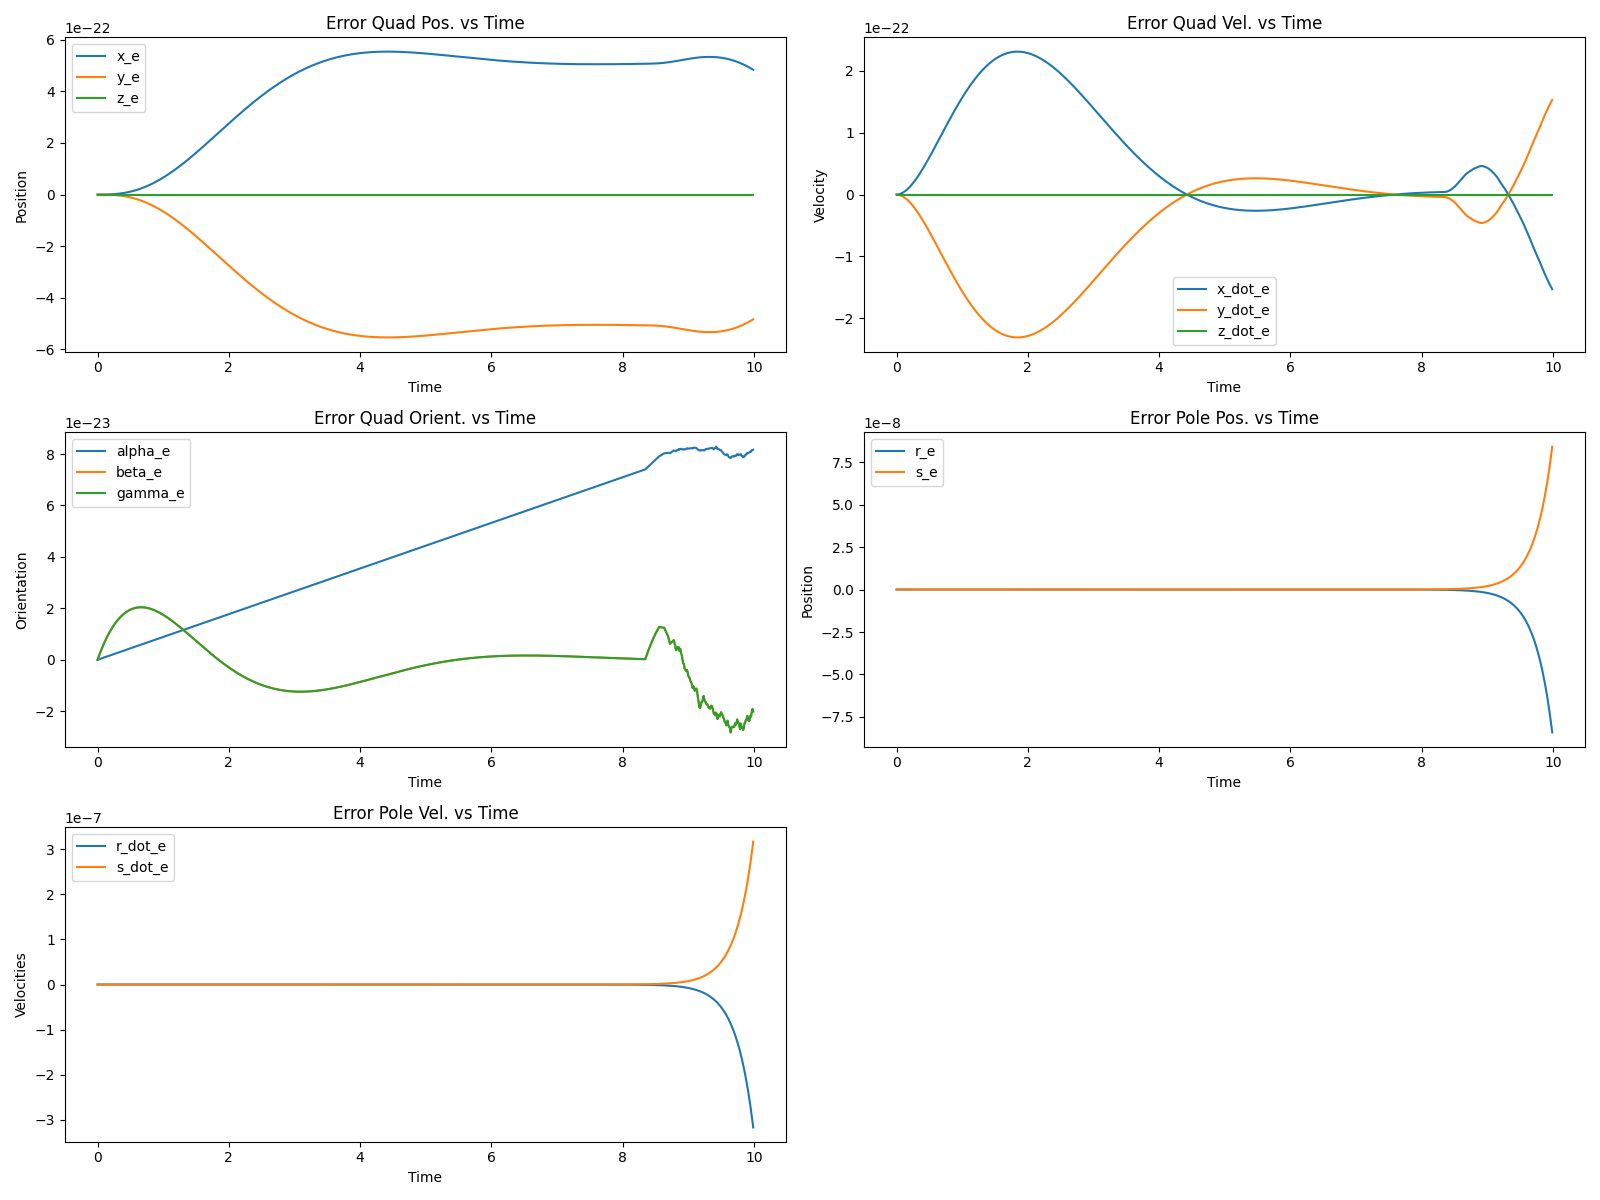 Error Quad Pos. vs Time
1e−22
6
4
2
0
−2
−4
−6
Position
x_e
y_e
z_e
0 2 4 6 8 10
Time
Error Quad Vel. vs Time
1e−22
2
1
0
−1
−2
Velocity
x_dot_e
y_dot_e
z_dot_e
0 2 4 6 8 10
Time
Error Quad Orient. vs Time
1e−23
8
6
4
2
0
−2
Orientation
alpha_e
beta_e
gamma_e
0 2 4 6 8 10
Time
Error Pole Pos. vs Time
1e−8
7.5
5.0
2.5
0.0
−2.5
−5.0
−7.5
Position
r_e
s_e
0 2 4 6 8 10
Time
Error Pole Vel. vs Time
1e−7
3
2
1
0
−1
−2
−3
Velocities
r_dot_e
s_dot_e
0 2 4 6 8 10
Time